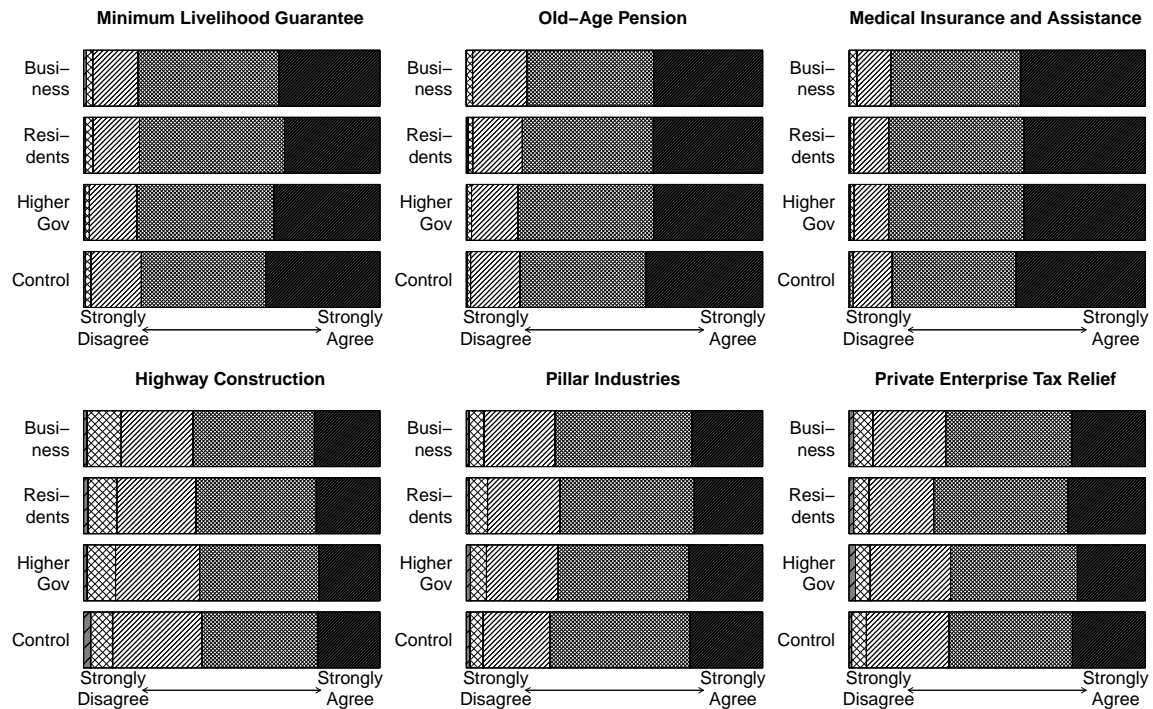 Minimum Livelihood Guarantee
Busi–
ness
Resi–
dents
Higher
Gov
Control
Strongly
Disagree
Strongly
Agree
Old–Age Pension
Busi–
ness
Resi–
dents
Higher
Gov
Control
Strongly
Disagree
Strongly
Agree
Medical Insurance and Assistance
Busi–
ness
Resi–
dents
Higher
Gov
Control
Strongly
Disagree
Strongly
Agree
Highway Construction
Busi–
ness
Resi–
dents
Higher
Gov
Control
Strongly
Disagree
Strongly
Agree
Pillar Industries
Busi–
ness
Resi–
dents
Higher
Gov
Control
Strongly
Disagree
Strongly
Agree
Private Enterprise Tax Relief
Busi–
ness
Resi–
dents
Higher
Gov
Control
Strongly
Disagree
Strongly
Agree